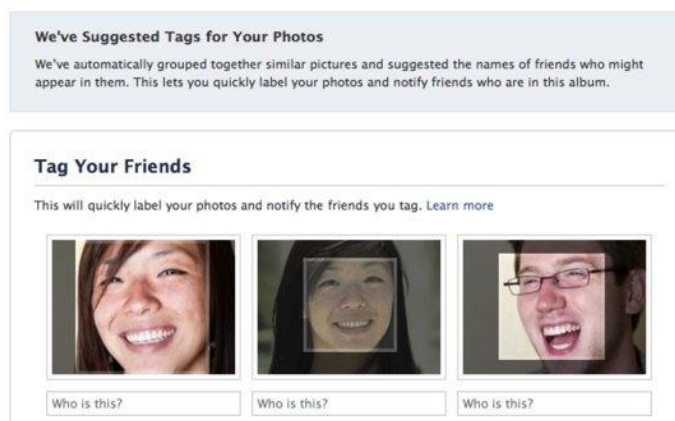 We've Suggested Tags for Your Photos
We've automatically grouped together similar pictures and suggested the names of friends who might
appear in them. This lets you quickly label your photos and notify friends who are in this album.
Tag Your Friends
This will quickly label your photos and notify the friends you tag. Learn more
Who is this?
Who is this?
Who is this?